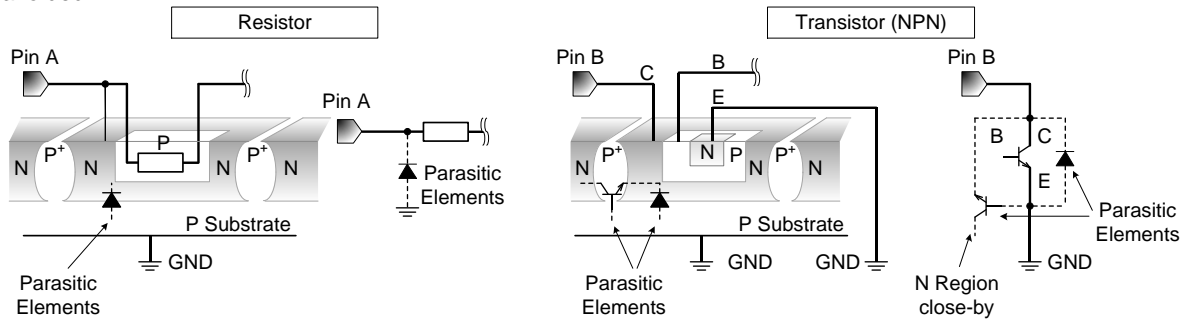 Resistor
Transistor (NPN)
Pin A
Pin A
P
N
P+
N
P+
N
N
Parasitic
Elements
P Substrate
GND
Parasitic
Elements
Pin B
C
B
E
N
P+
N
N
P
P+
N
P Substrate
GND
GND
Parasitic
Elements
Pin B
B
C
E
Parasitic
Elements
GND
N Region
close-by